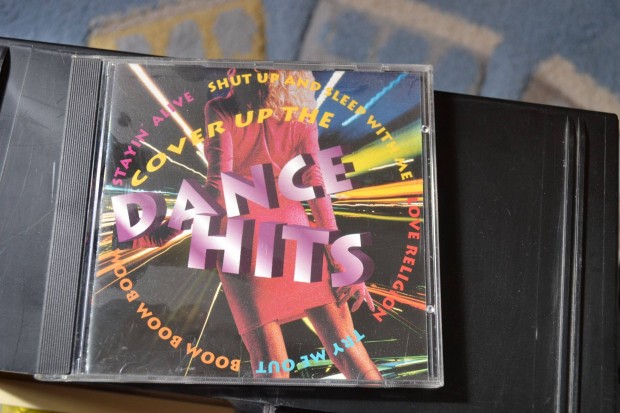 SHUT UP AND SLEEP WITH ME
STAYIN' ALIVE
COVER UP THE
DANCE
HITS
LOVE RELIGION
TRY ME OUT
BOOM BOOM BOOM